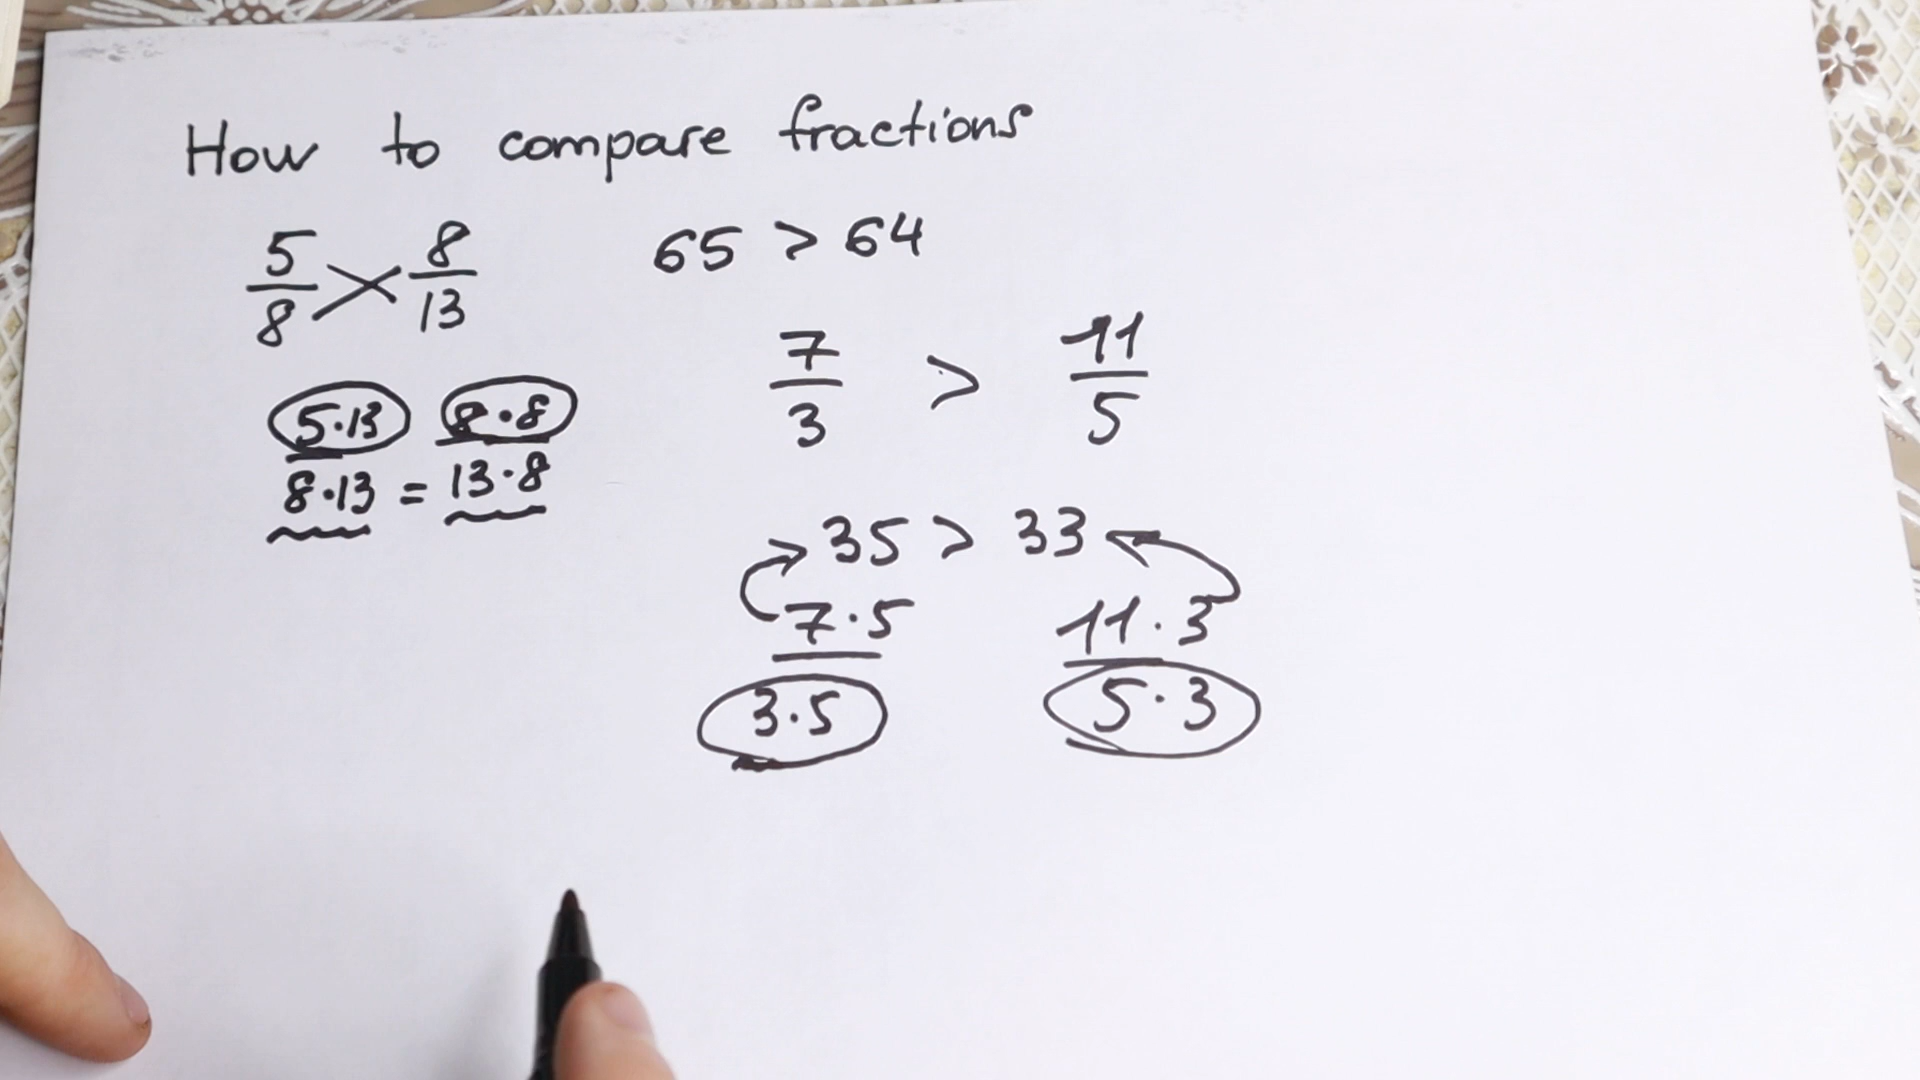 How to compare fractions
5 8
8 13
65 > 64
5·13 8·8
8·13 = 13·8
7 > 11
3 5
35 > 33
7·5 11·3
3·5 5·3